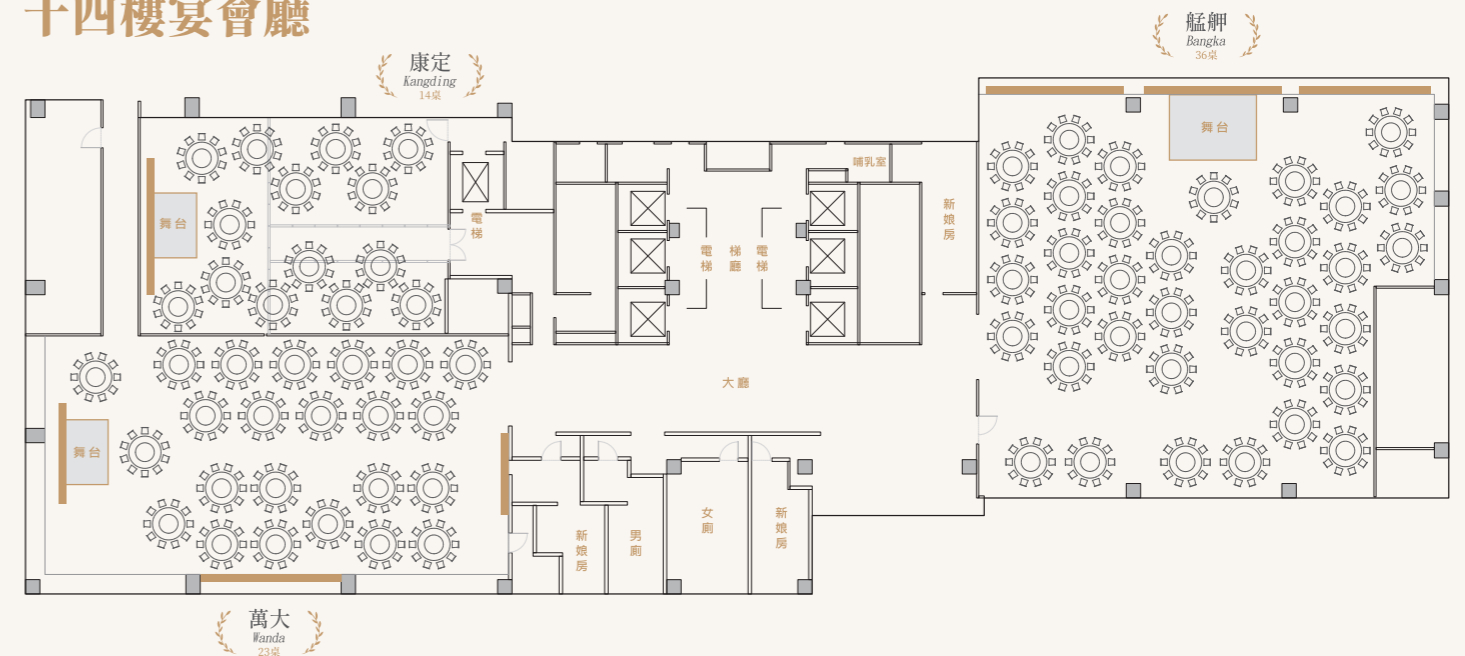 十四樓宴會廳
康定
Kangding
14桌
艋舺
Bangka
36桌
舞台
舞台
電梯
電梯
梯廳
電梯
哺乳室
新娘房
大廳
舞台
新娘房
男廁
女廁
新娘房
萬大
Wanda
23桌